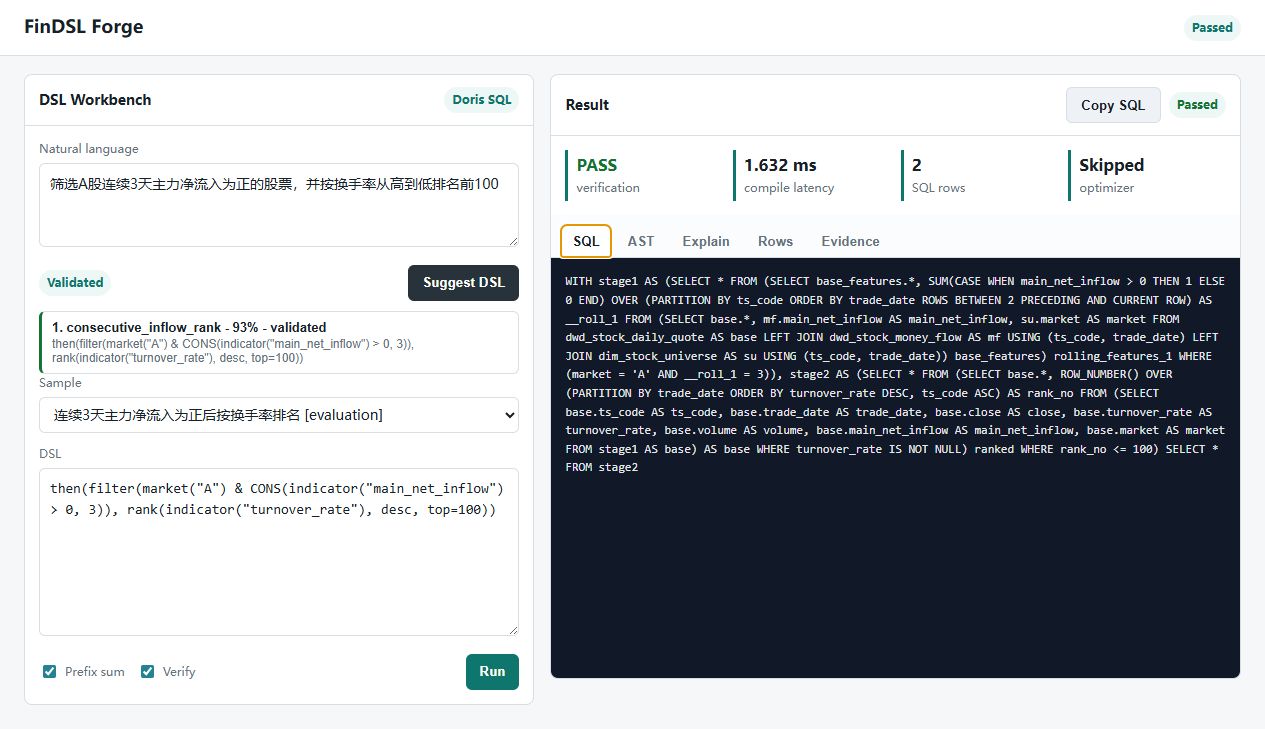 FinDSL Forge
Passed
DSL Workbench
Doris SQL
Natural language
筛选A股连续3天主力净流入为正的股票，并按换手率从高到低排名前100
Validated
Suggest DSL
1. consecutive_inflow_rank - 93% - validated
then(filter(market("A") & CONS(indicator("main_net_inflow") > 0, 3)),
rank(indicator("turnover_rate"), desc, top=100))
Sample
连续3天主力净流入为正后按换手率排名 [evaluation]
DSL
then(filter(market("A") & CONS(indicator("main_net_inflow")
> 0, 3)), rank(indicator("turnover_rate"), desc, top=100))
Prefix sum
Verify
Run
Result
Copy SQL
Passed
PASS
verification
1.632 ms
compile latency
2
SQL rows
Skipped
optimizer
SQL
AST
Explain
Rows
Evidence
WITH stage1 AS (SELECT * FROM (SELECT base_features.*, SUM(CASE WHEN main_net_inflow > 0 THEN 1 ELSE
0 END) OVER (PARTITION BY ts_code ORDER BY trade_date ROWS BETWEEN 2 PRECEDING AND CURRENT ROW) AS
__roll_1 FROM (SELECT base.*, mf.main_net_inflow AS main_net_inflow, su.market AS market FROM
dwd_stock_daily_quote AS base LEFT JOIN dwd_stock_money_flow AS mf USING (ts_code, trade_date) LEFT
JOIN dim_stock_universe AS su USING (ts_code, trade_date)) base_features) rolling_features_1 WHERE
(market = 'A' AND __roll_1 = 3)), stage2 AS (SELECT * FROM (SELECT base.*, ROW_NUMBER() OVER
(PARTITION BY trade_date ORDER BY turnover_rate DESC, ts_code ASC) AS rank_no FROM (SELECT
base.ts_code AS ts_code, base.trade_date AS trade_date, base.close AS close, base.turnover_rate AS
turnover_rate, base.volume AS volume, base.main_net_inflow AS main_net_inflow, base.market AS market
FROM stage1 AS base) AS base WHERE turnover_rate IS NOT NULL) ranked WHERE rank_no <= 100) SELECT *
FROM stage2